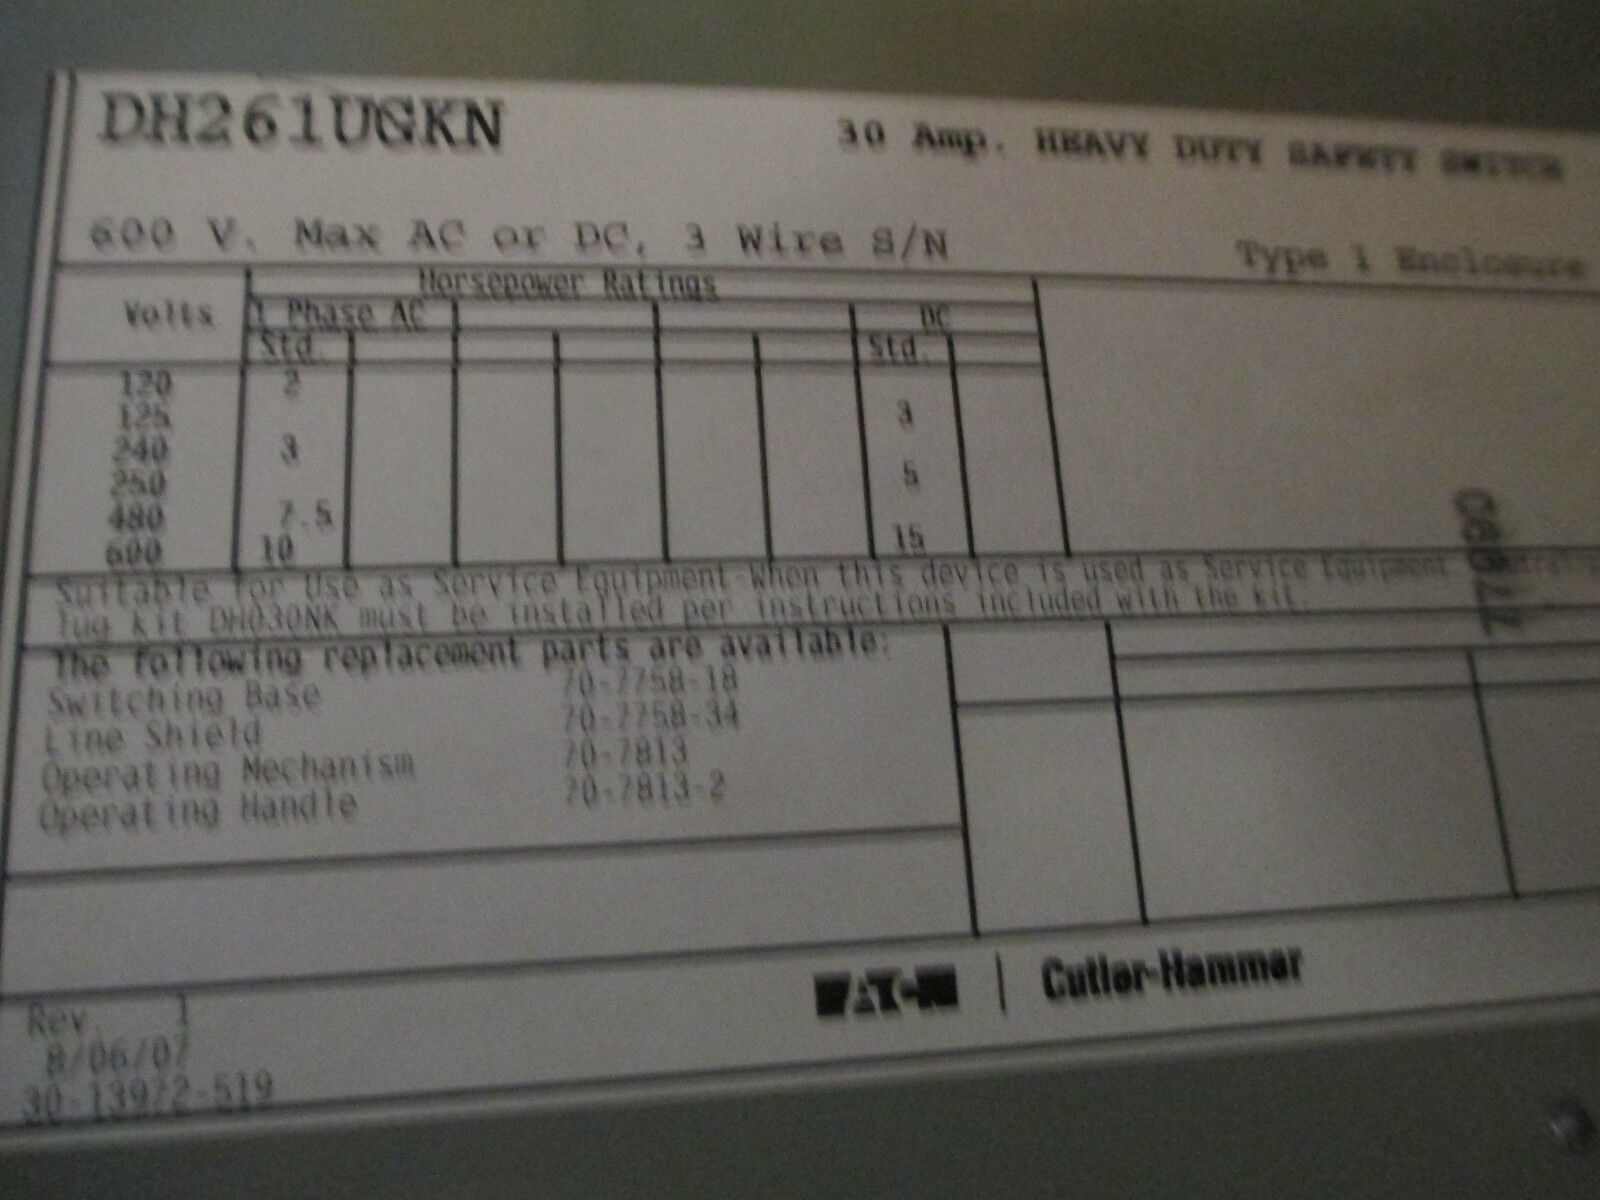 DH261UGKN
30 Amp. HEAVY DUTY SAFETY SWITCH
600 V. Max AC or DC, 3 Wire S/N
Type 1 Enclosure
Horsepower Ratings
Volts 1 Phase AC DC
Std. Std.
120 2
125 3
240 3
250 5
480 7.5
600 10 15
Suitable for Use as Service Equipment-When this device is used as Service Equipment
lug kit DH030NK must be installed per instructions included with the kit.
The following replacement parts are available:
Switching Base 70-7758-18
Line Shield 70-7758-34
Operating Mechanism 70-7813
Operating Handle 70-7813-2
EATON | Cutler-Hammer
Rev. 1
8/06/07
30-13972-519